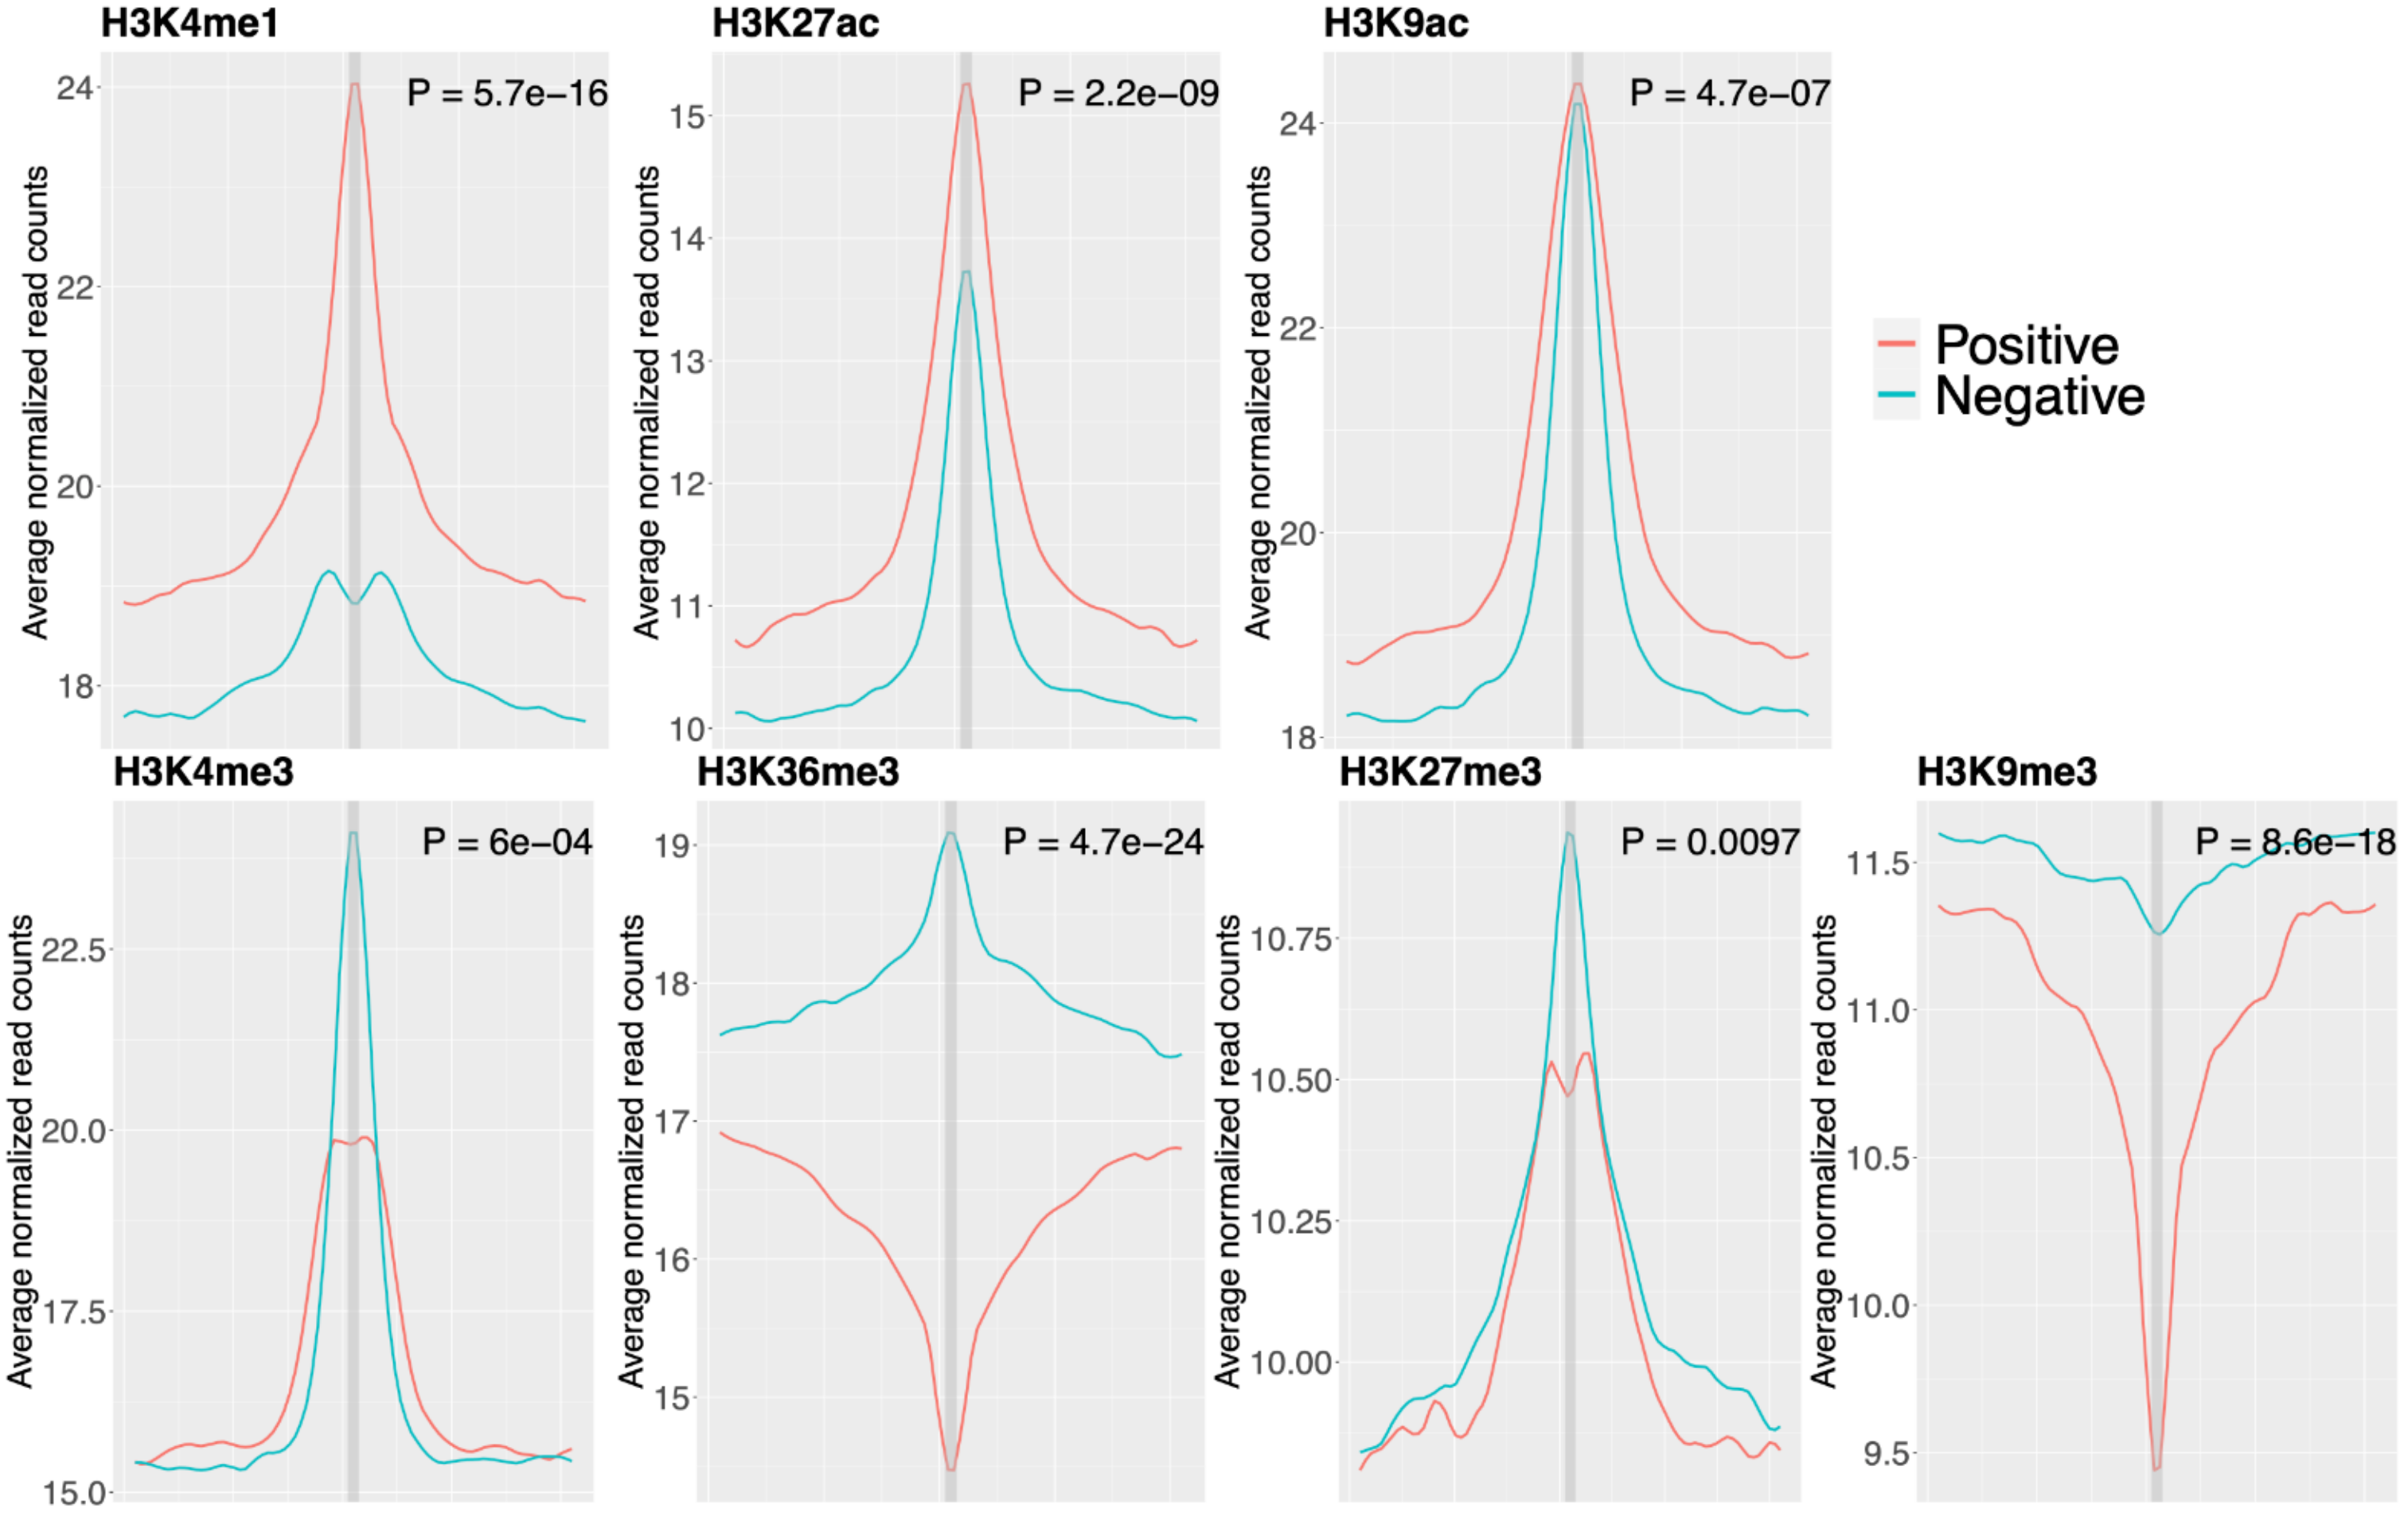 H3K4me1
P = 5.7e−16
24
22
20
18
Average normalized read counts
H3K27ac
P = 2.2e−09
15
14
13
12
11
10
Average normalized read counts
H3K9ac
P = 4.7e−07
24
22
20
18
Average normalized read counts
Positive
Negative
H3K4me3
P = 6e−04
22.5
20.0
17.5
15.0
Average normalized read counts
H3K36me3
P = 4.7e−24
19
18
17
16
15
Average normalized read counts
H3K27me3
P = 0.0097
10.75
10.50
10.25
10.00
Average normalized read counts
H3K9me3
P = 8.6e−18
11.5
11.0
10.5
10.0
9.5
Average normalized read counts